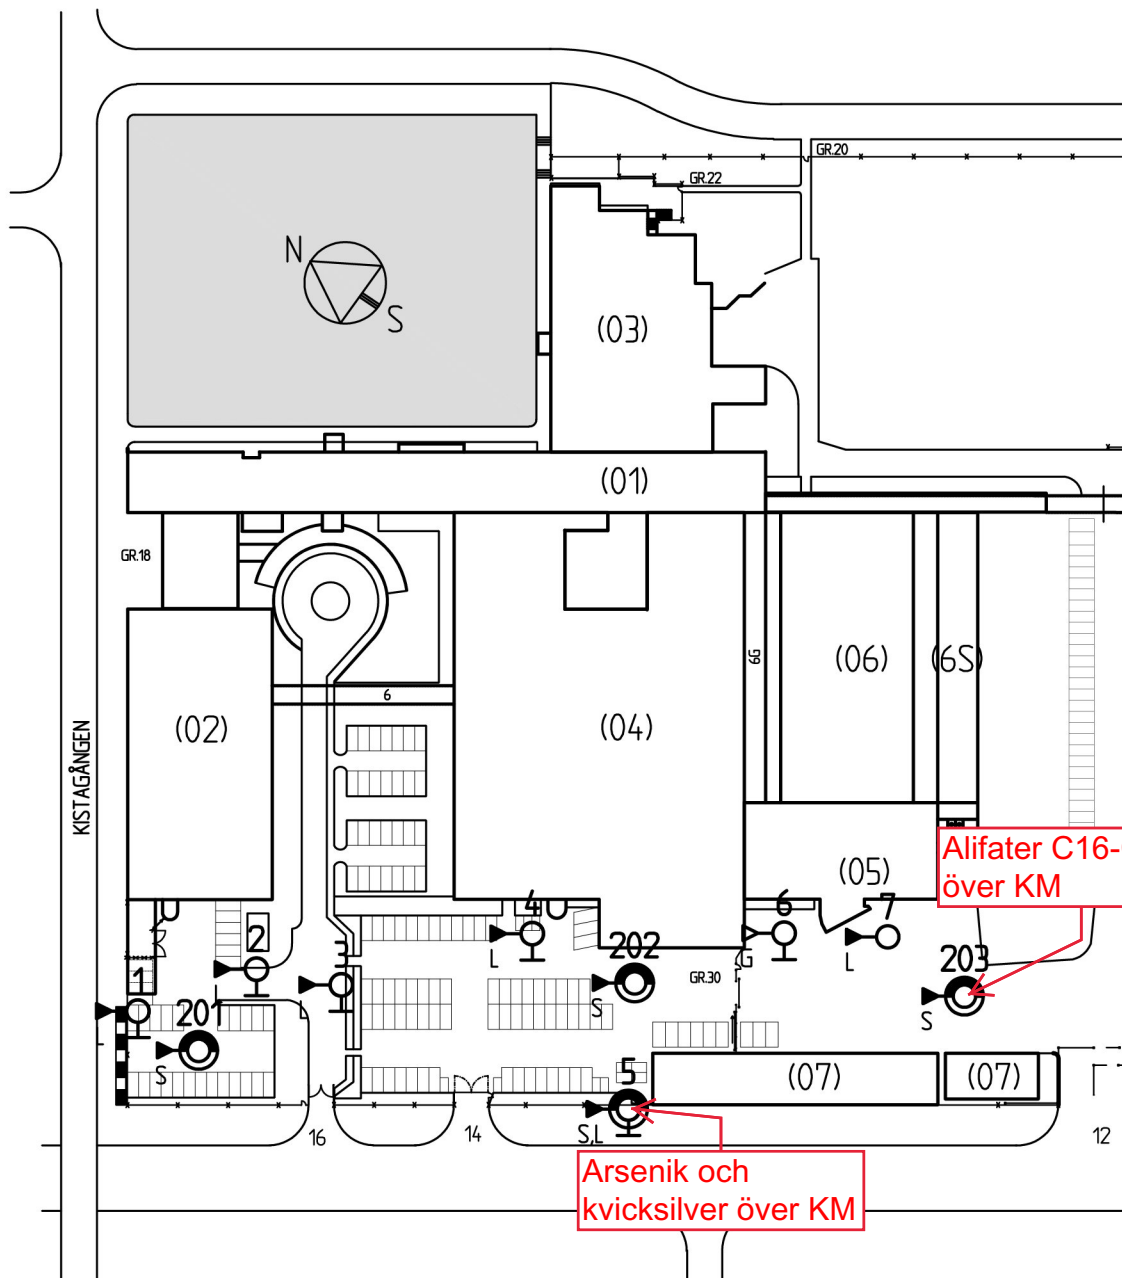 GR.20
GR.22
N
S
(03)
(01)
GR.18
6G
(06)
(6S)
6
(02)
(04)
KISTAGÅNGEN
Alifater C16-
över KM
(05)
4
6
7
2
L
G
L
3
202
203
GR.30
1
L
S
S
201
L
S
(07)
(07)
5
S,L
16
14
12
Arsenik och
kvicksilver över KM